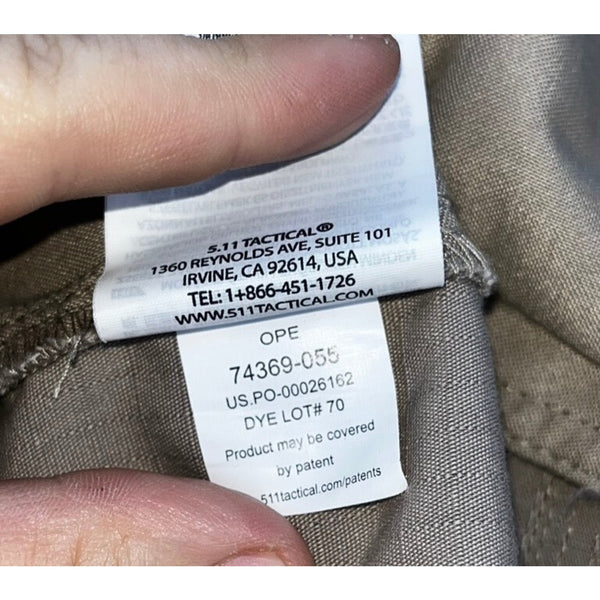 5.11 TACTICAL®
1360 REYNOLDS AVE, SUITE 101
IRVINE, CA 92614, USA
TEL: 1+866-451-1726
WWW.511TACTICAL.COM
OPE
74369-055
US.PO-00026162
DYE LOT# 70
Product may be covered
by patent
511tactical.com/patents